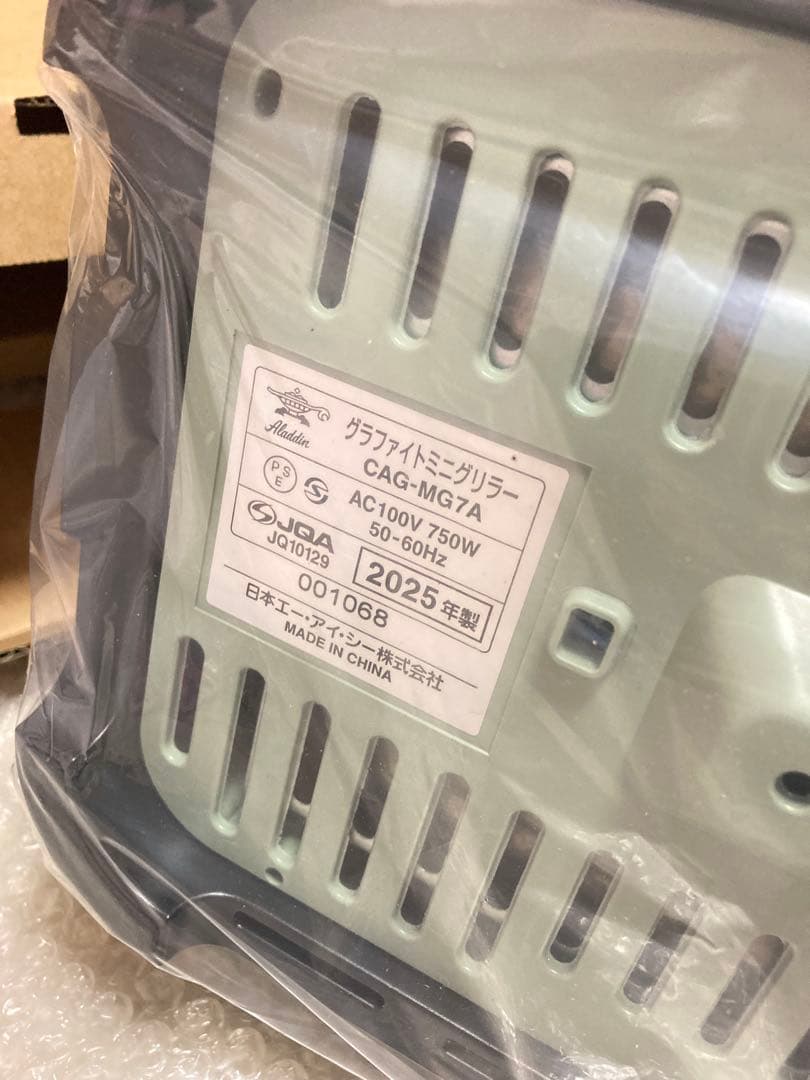 Aladdin
グラファイトミニグリラー
CAG-MG7A
PS
E
AC100V 750W
50-60Hz
JQA
JQ10129
2025年製
001068
日本エー・アイ・シー株式会社
MADE IN CHINA